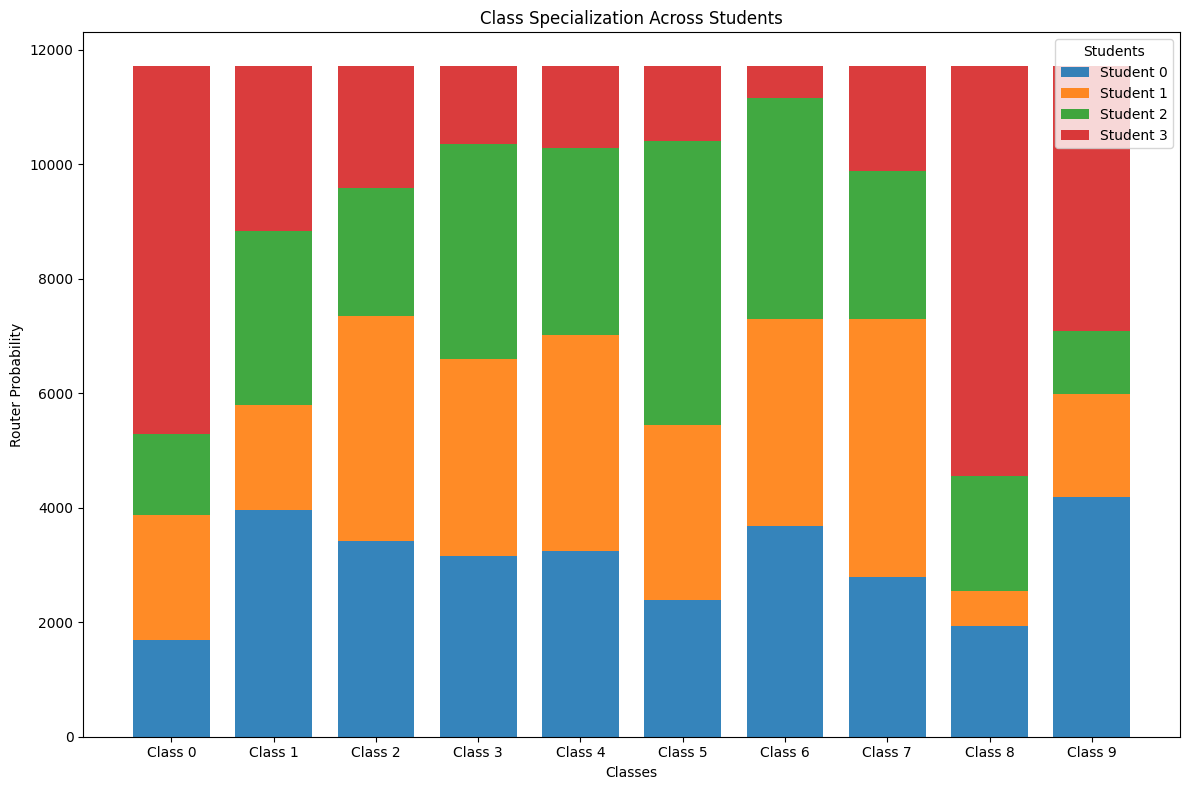 Class Specialization Across Students
Router Probability
12000
10000
8000
6000
4000
2000
0
Students
Student 0
Student 1
Student 2
Student 3
Class 0 Class 1 Class 2 Class 3 Class 4 Class 5 Class 6 Class 7 Class 8 Class 9
Classes